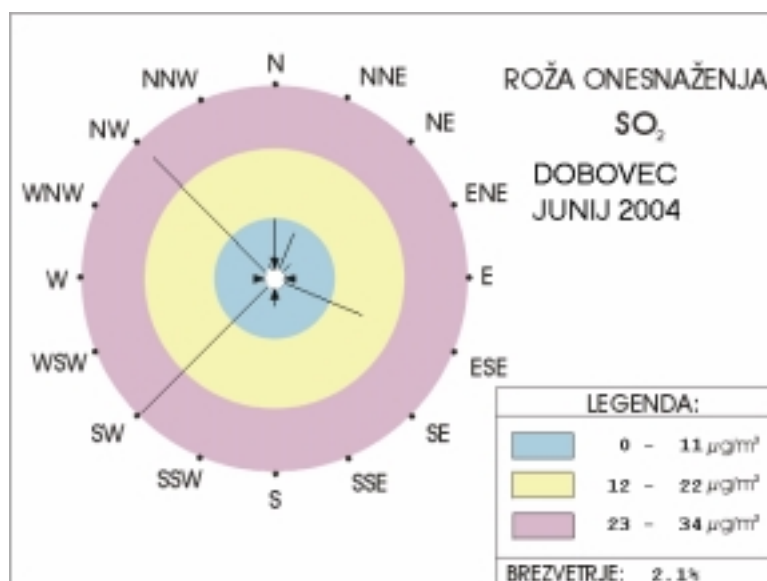 ROŽA ONESNAŽENJA
SO₂
DOBOVEC
JUNIJ 2004
N
NNE
NE
ENE
E
ESE
SE
SSE
S
SSW
SW
WSW
W
WNW
NW
NNW
LEGENDA:
0 - 11 µg/m³
12 - 22 µg/m³
23 - 34 µg/m³
BREZVETRJE: 2.1%